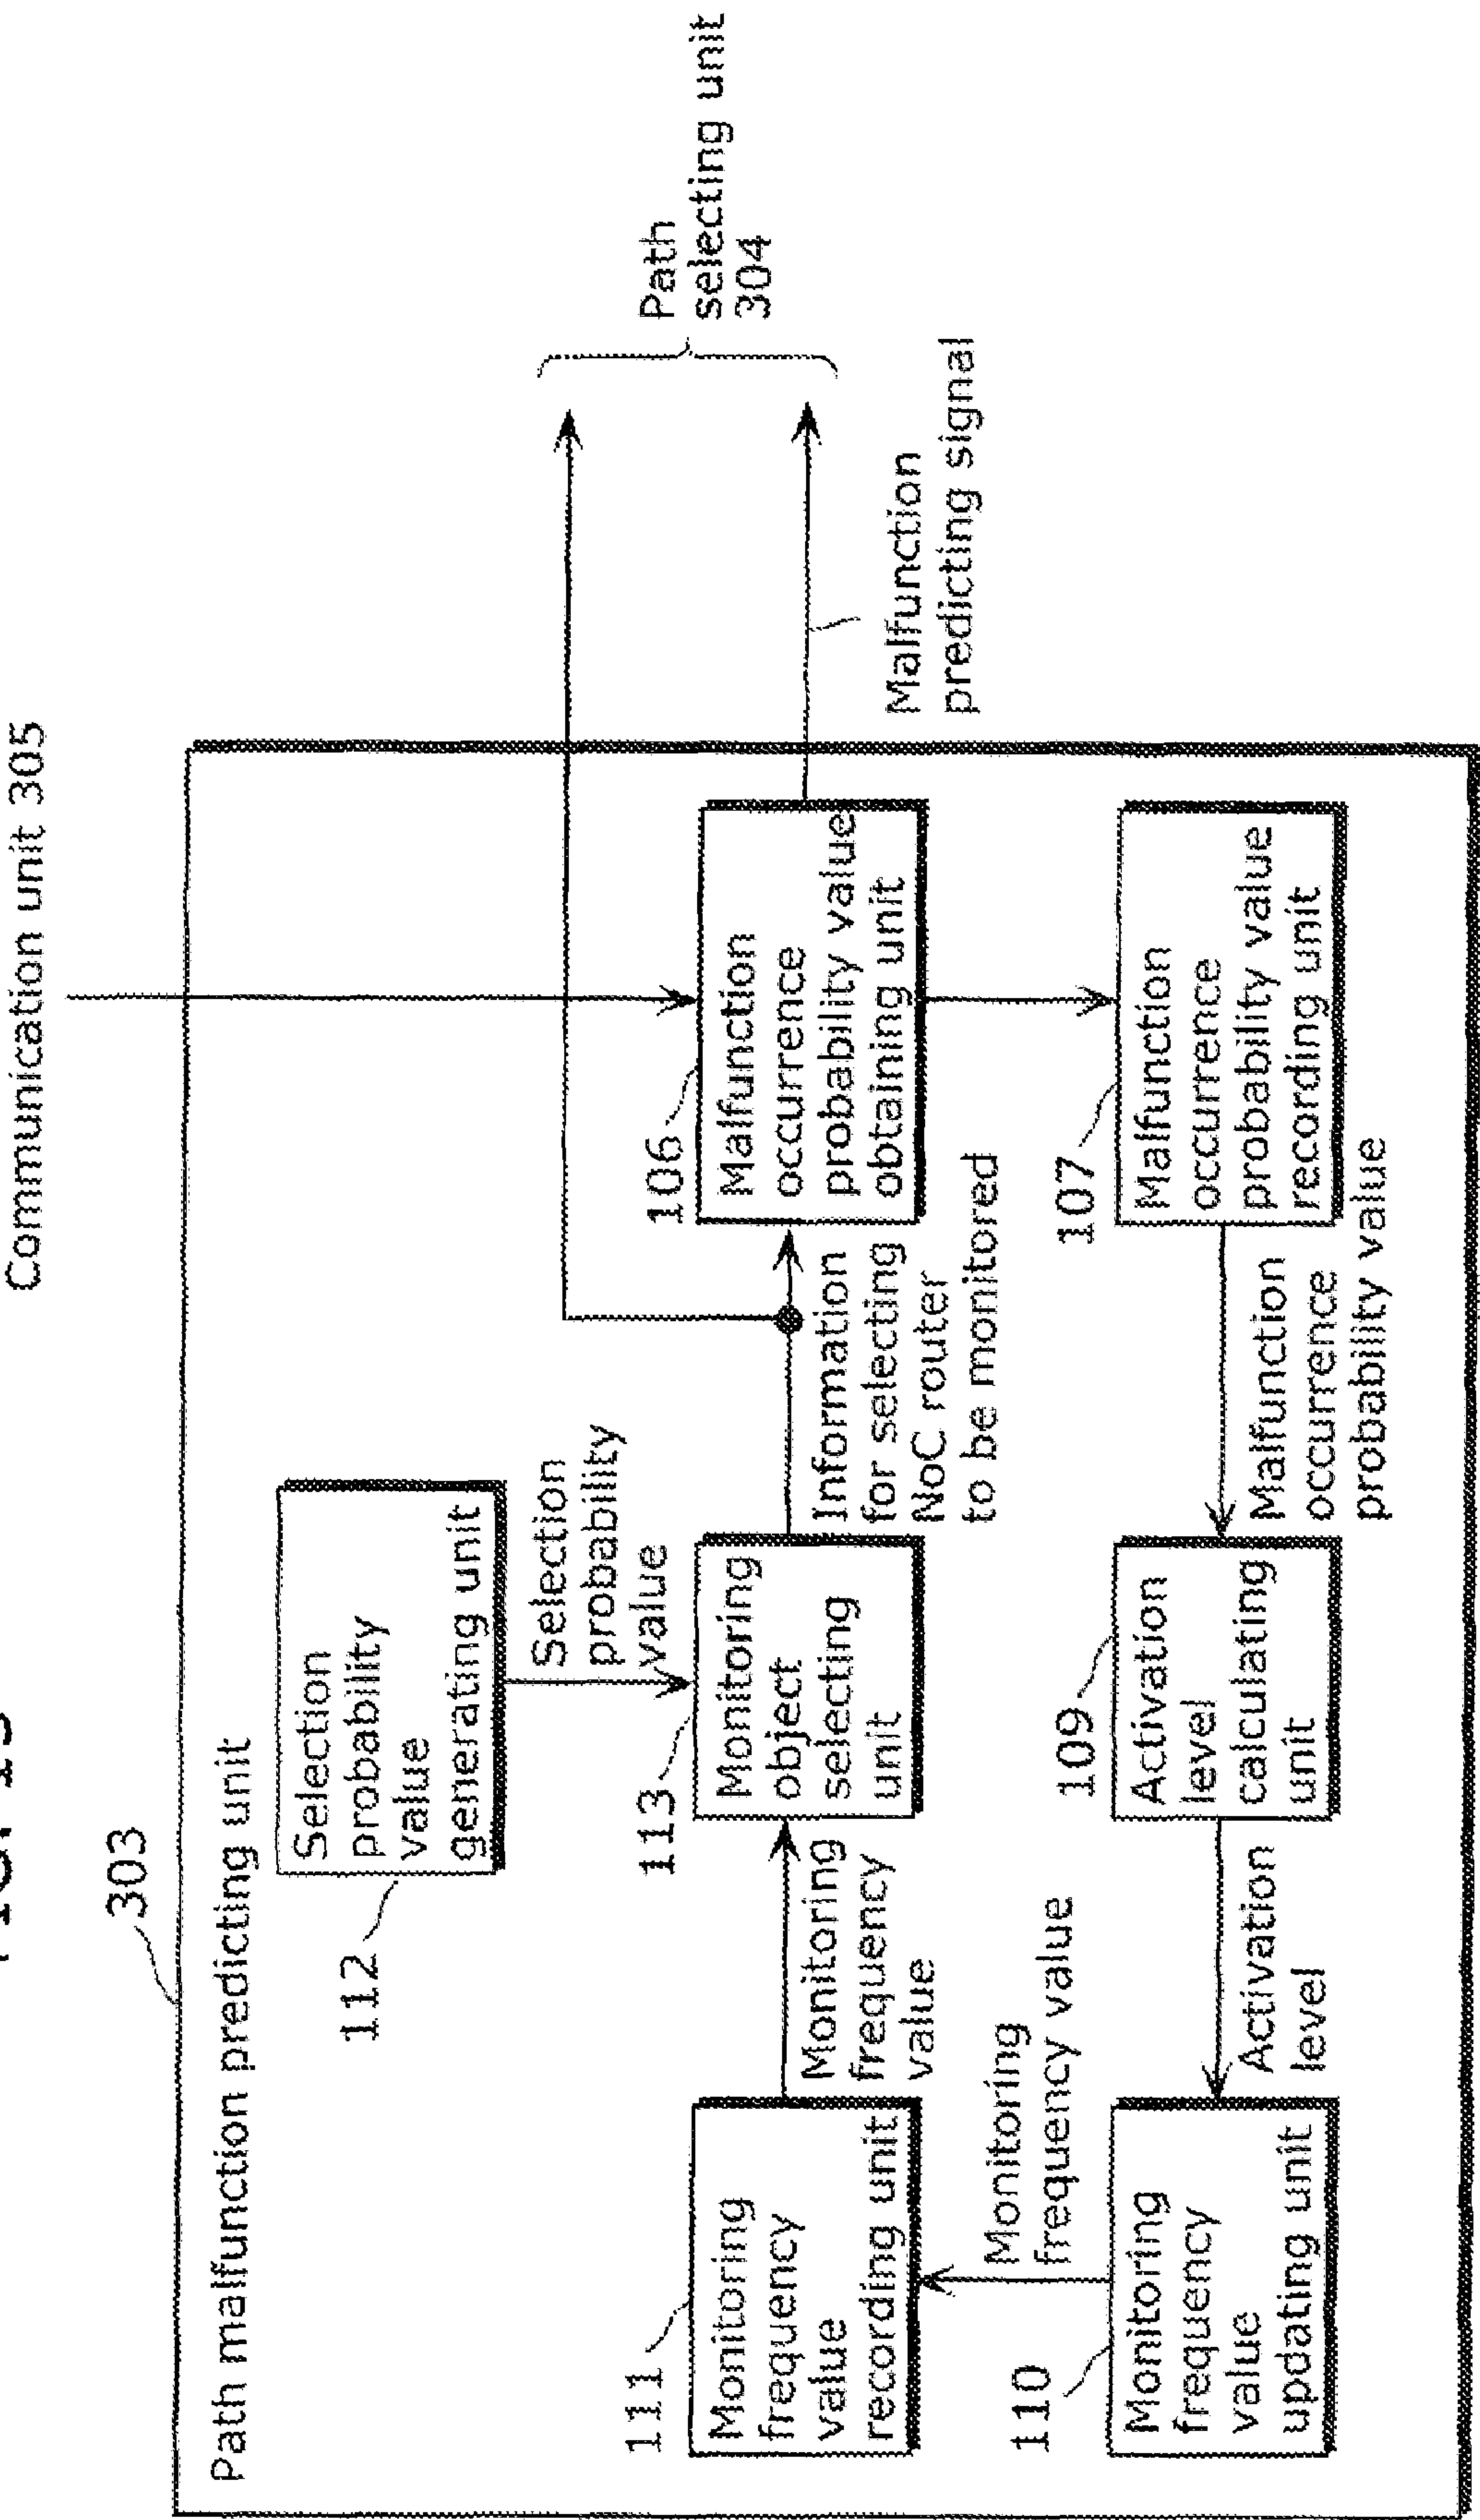 Communication unit 305
303
Path malfunction predicting unit
112
Selection
probability
value
generating unit
Selection
probability
value
111
Monitoring
frequency
value
recording unit
Monitoring
frequency
value
113
Monitoring
object
selecting
unit
Information
for selecting
NoC router
to be monitored
106
Malfunction
occurrence
probability value
obtaining unit
Path
selecting unit
304
Malfunction
predicting signal
110
Monitoring
frequency
value
updating unit
Monitoring
frequency value
Activation
level
109
Activation
level
calculating
unit
Malfunction
occurrence
probability value
107
Malfunction
occurrence
probability value
recording unit